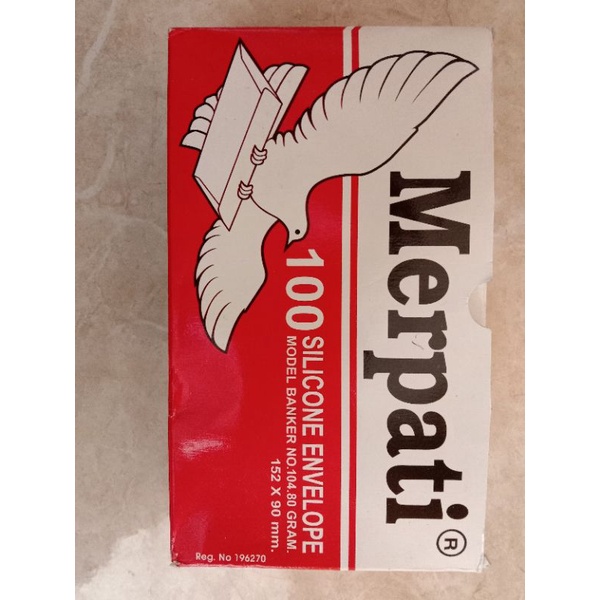 Merpati®
100 SILICONE ENVELOPE
MODEL BANKER NO.104.80 GRAM.
152 X 90 mm.
Reg. No 196270